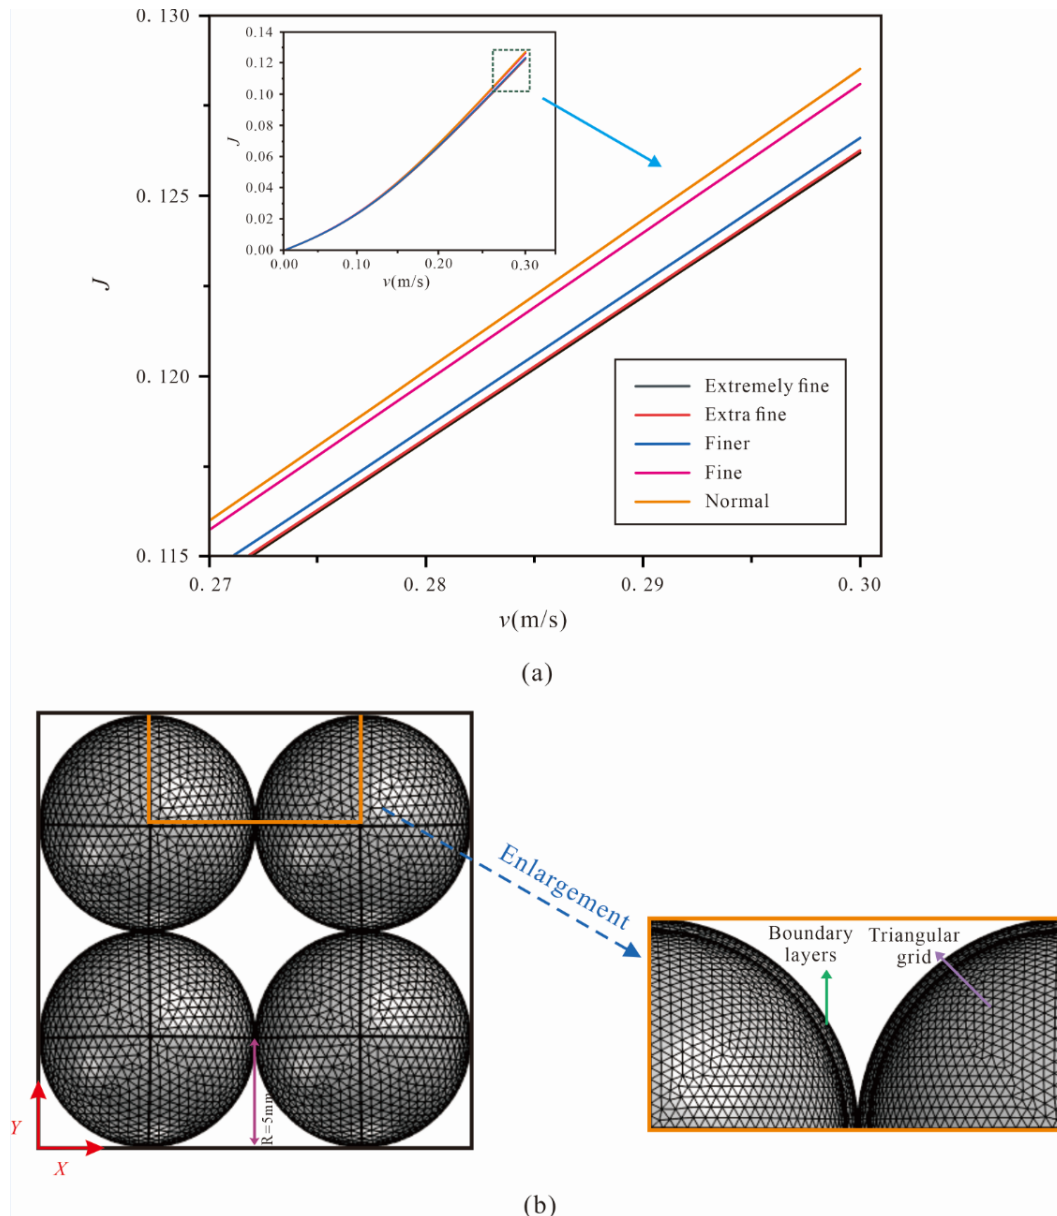 0. 130
0.14
0.12
0.10
0.08
J
0.06
0.04
0.02
0.00
0.00
0.10
0.20
0.30
v(m/s)
0. 125
J
0. 120
0. 115
Extremely fine
Extra fine
Finer
Fine
Normal
0. 27
0. 28
0. 29
0. 30
v(m/s)
(a)
Enlargement
Boundary
layers
Triangular
grid
R=5mm
Y
X
(b)